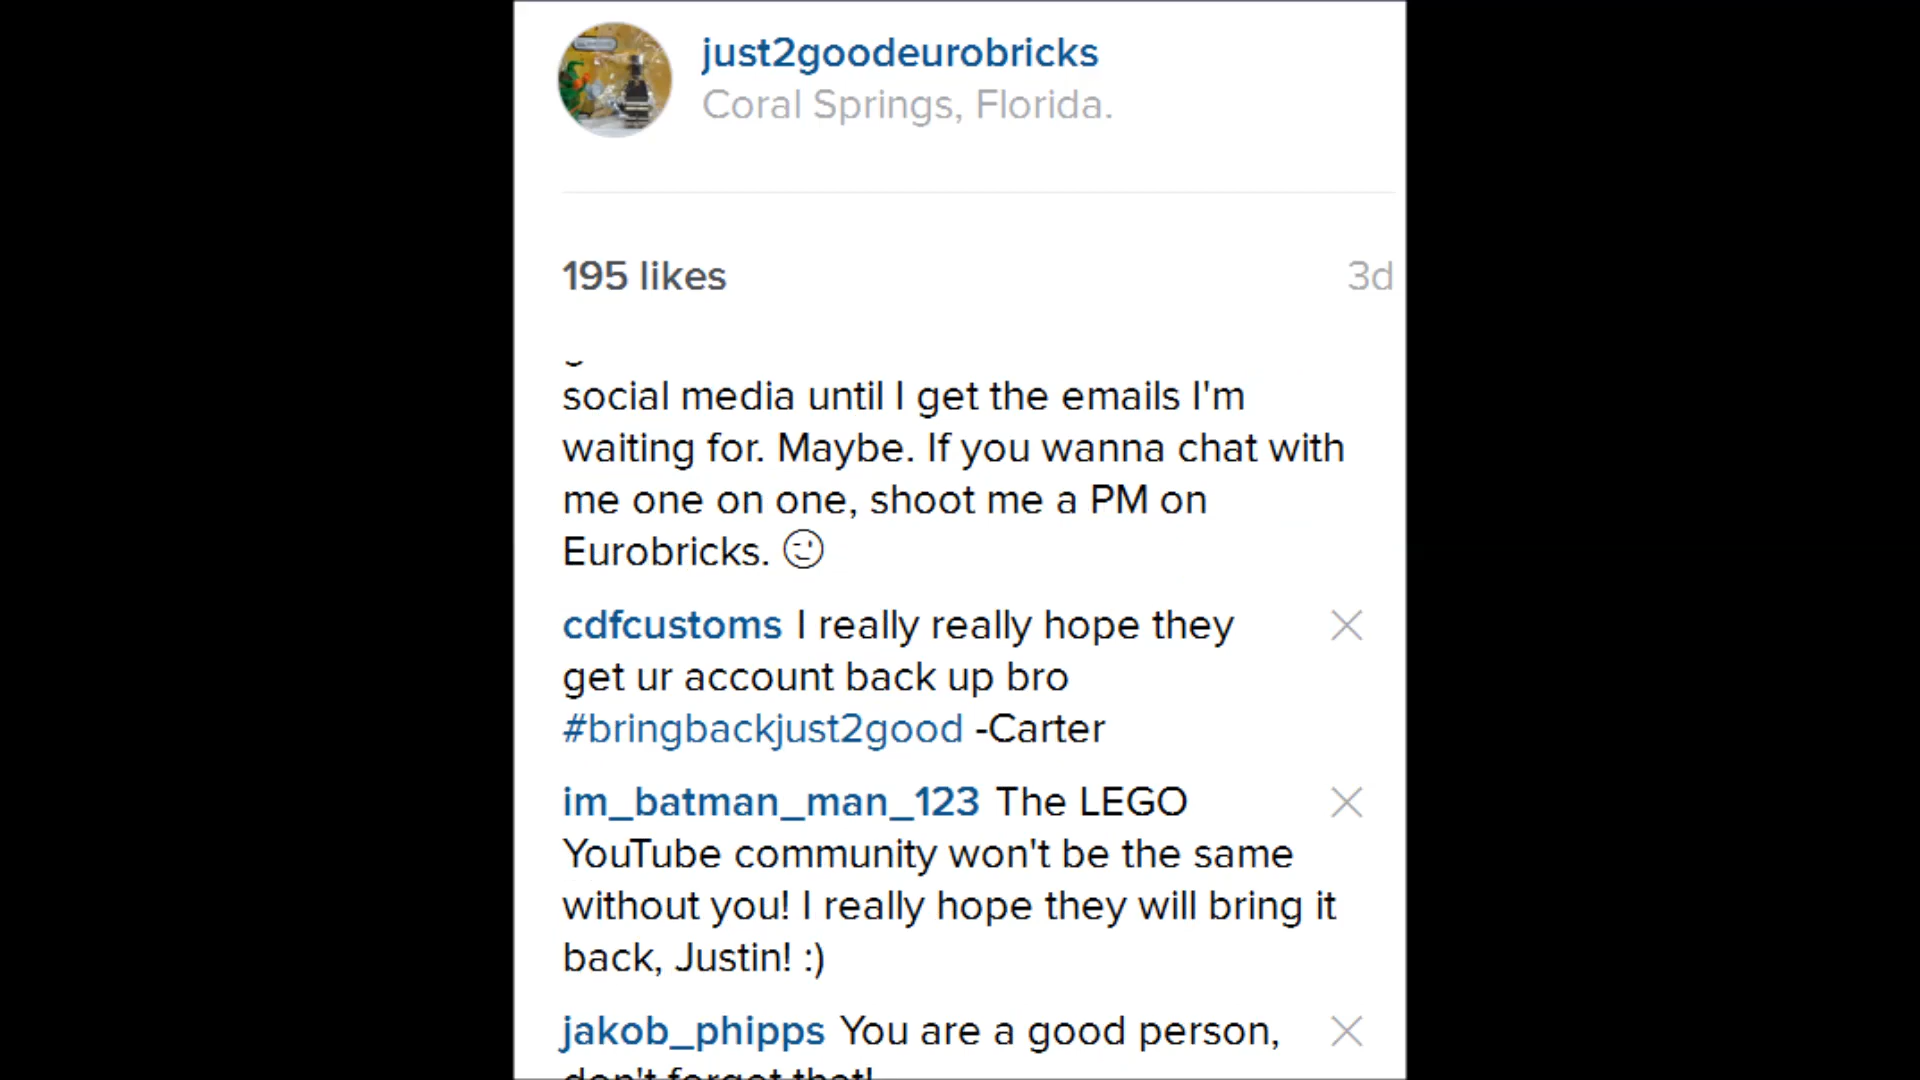 just2goodeurobricks
Coral Springs, Florida.
195 likes
3d
social media until I get the emails I'm
waiting for. Maybe. If you wanna chat with
me one on one, shoot me a PM on
Eurobricks. 😉
cdfcustoms I really really hope they
get ur account back up bro
#bringbackjust2good -Carter
im_batman_man_123 The LEGO
YouTube community won't be the same
without you! I really hope they will bring it
back, Justin! :)
jakob_phipps You are a good person,
don't forget that!